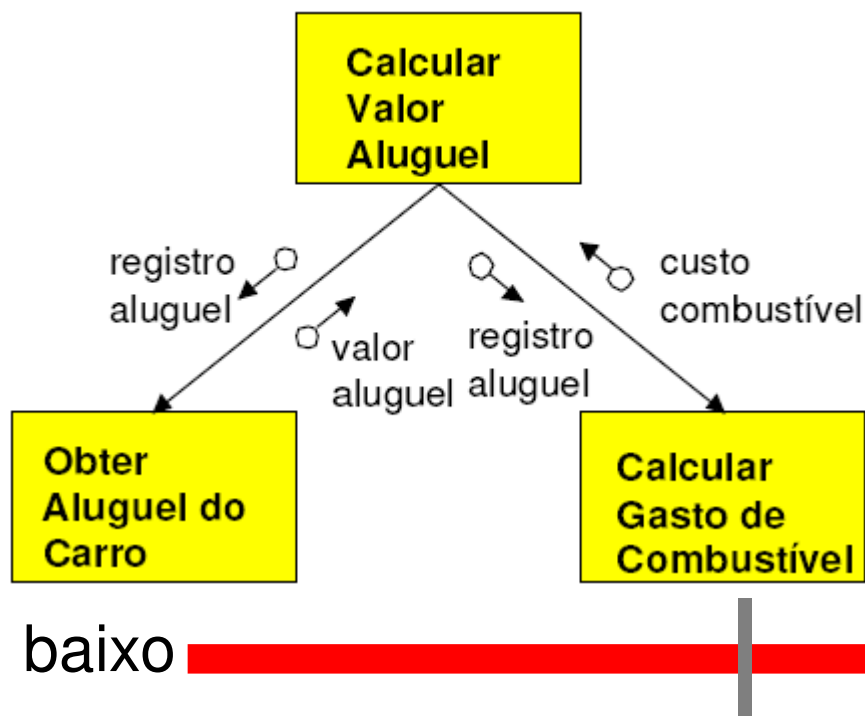 Calcular
Valor
Aluguel
registro
aluguel
valor
aluguel
registro
aluguel
custo
combustível
Obter
Aluguel do
Carro
Calcular
Gasto de
Combustível
baixo